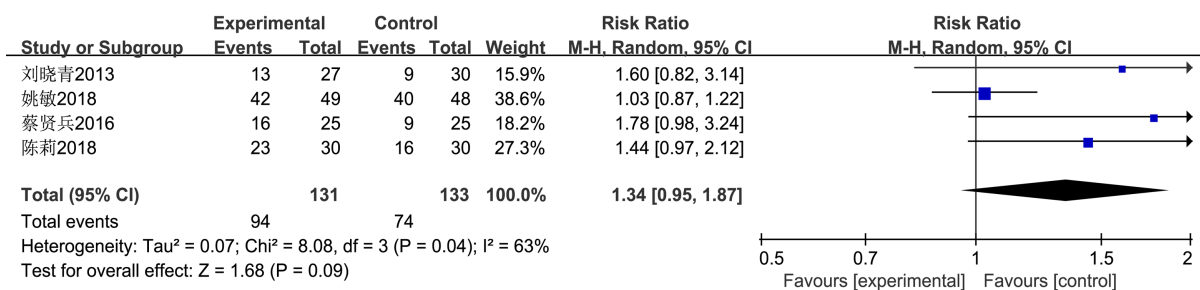 Experimental Control Risk Ratio Risk Ratio
Study or Subgroup Events Total Events Total Weight M-H, Random, 95% CI M-H, Random, 95% CI
刘晓青2013 13 27 9 30 15.9% 1.60 [0.82, 3.14]
姚敏2018 42 49 40 48 38.6% 1.03 [0.87, 1.22]
蔡贤兵2016 16 25 9 25 18.2% 1.78 [0.98, 3.24]
陈莉2018 23 30 16 30 27.3% 1.44 [0.97, 2.12]
Total (95% CI) 131 133 100.0% 1.34 [0.95, 1.87]
Total events 94 74
Heterogeneity: Tau² = 0.07; Chi² = 8.08, df = 3 (P = 0.04); I² = 63%
Test for overall effect: Z = 1.68 (P = 0.09)
0.5 0.7 1 1.5 2
Favours [experimental] Favours [control]